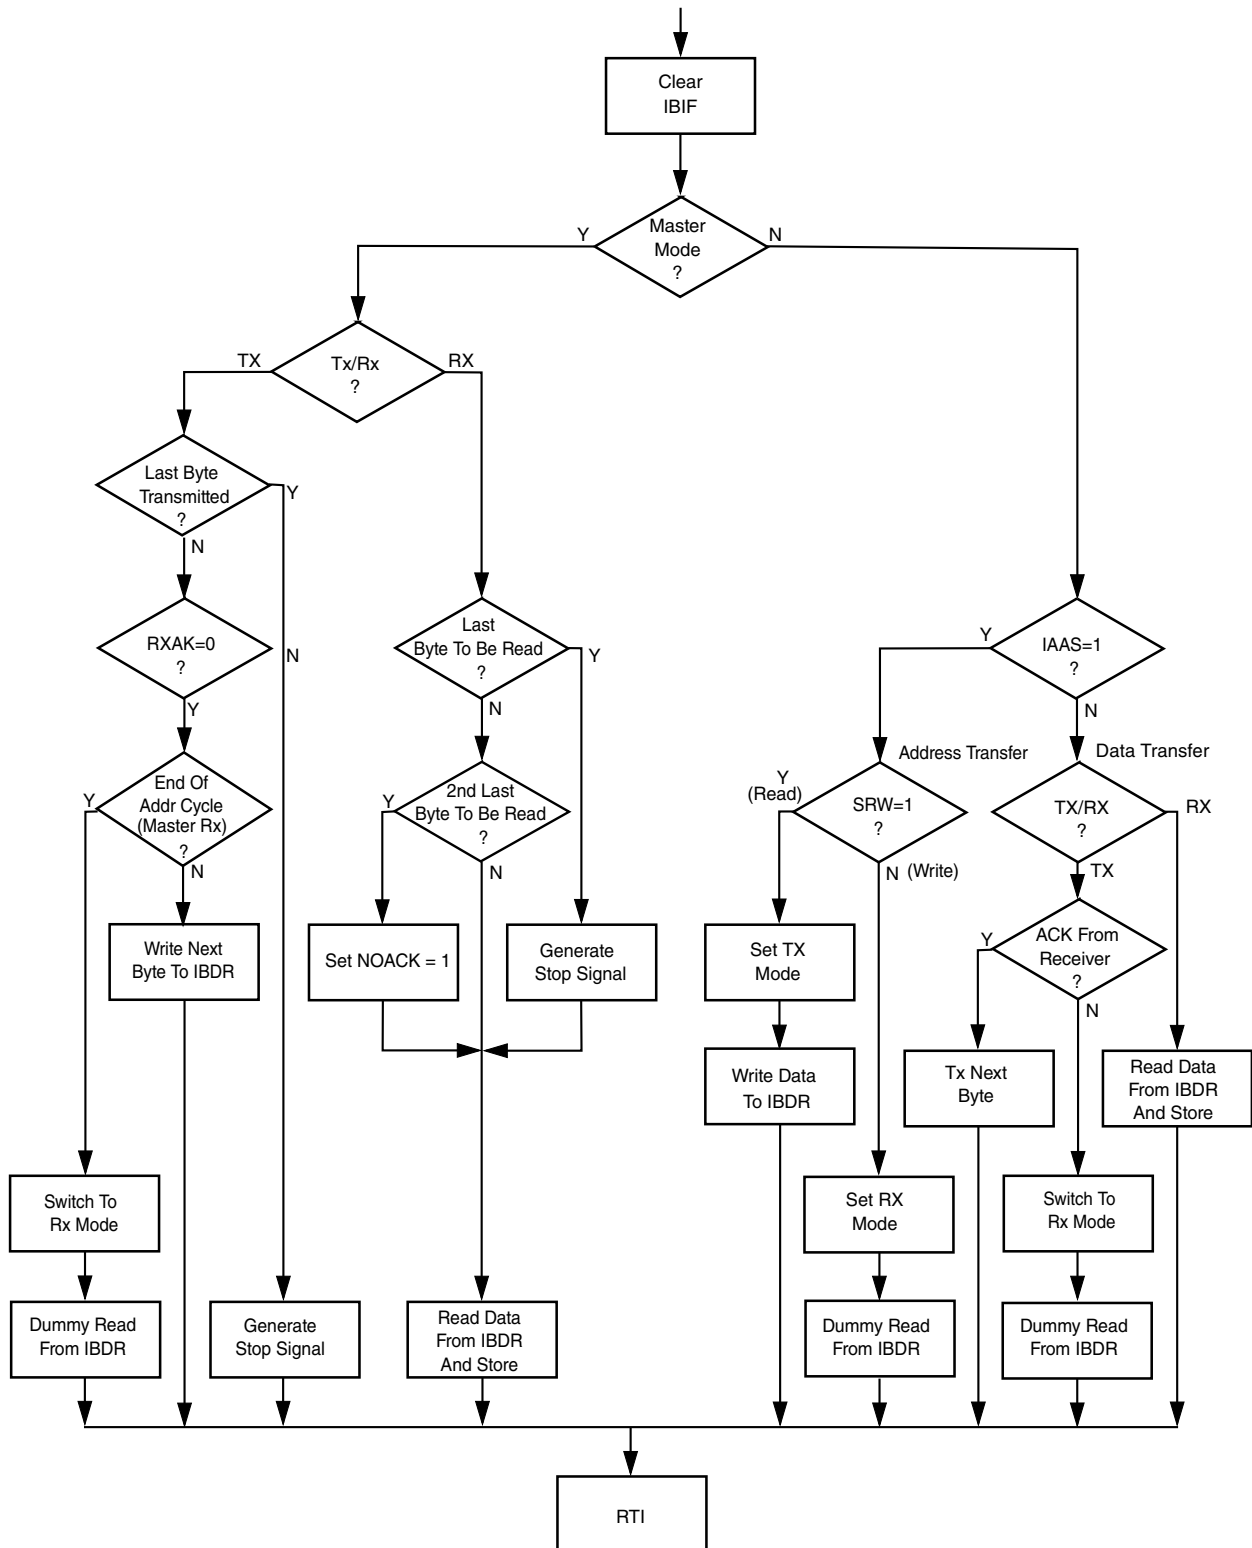 Clear
IBIF
Master
Mode
?
Y
N
Tx/Rx
?
TX
RX
Last Byte
Transmitted
?
Y
N
RXAK=0
?
N
Y
Last
Byte To Be Read
?
Y
N
IAAS=1
?
Y
N
Address Transfer
Data Transfer
End Of
Addr Cycle
(Master Rx)
?
Y
N
2nd Last
Byte To Be Read
?
Y
N
Y
(Read)
SRW=1
?
N (Write)
TX/RX
?
RX
TX
Write Next
Byte To IBDR
Set NOACK = 1
Generate
Stop Signal
Set TX
Mode
ACK From
Receiver
?
Y
N
Write Data
To IBDR
Tx Next
Byte
Read Data
From IBDR
And Store
Switch To
Rx Mode
Set RX
Mode
Switch To
Rx Mode
Dummy Read
From IBDR
Generate
Stop Signal
Read Data
From IBDR
And Store
Dummy Read
From IBDR
Dummy Read
From IBDR
RTI